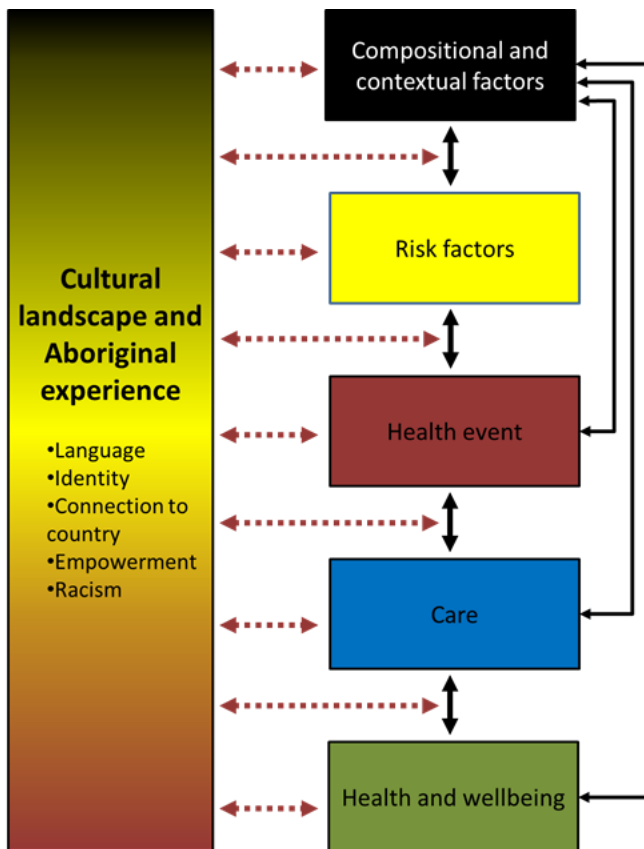 Cultural
landscape and
Aboriginal
experience
•Language
•Identity
•Connection to
country
•Empowerment
•Racism
Compositional and
contextual factors
Risk factors
Health event
Care
Health and wellbeing